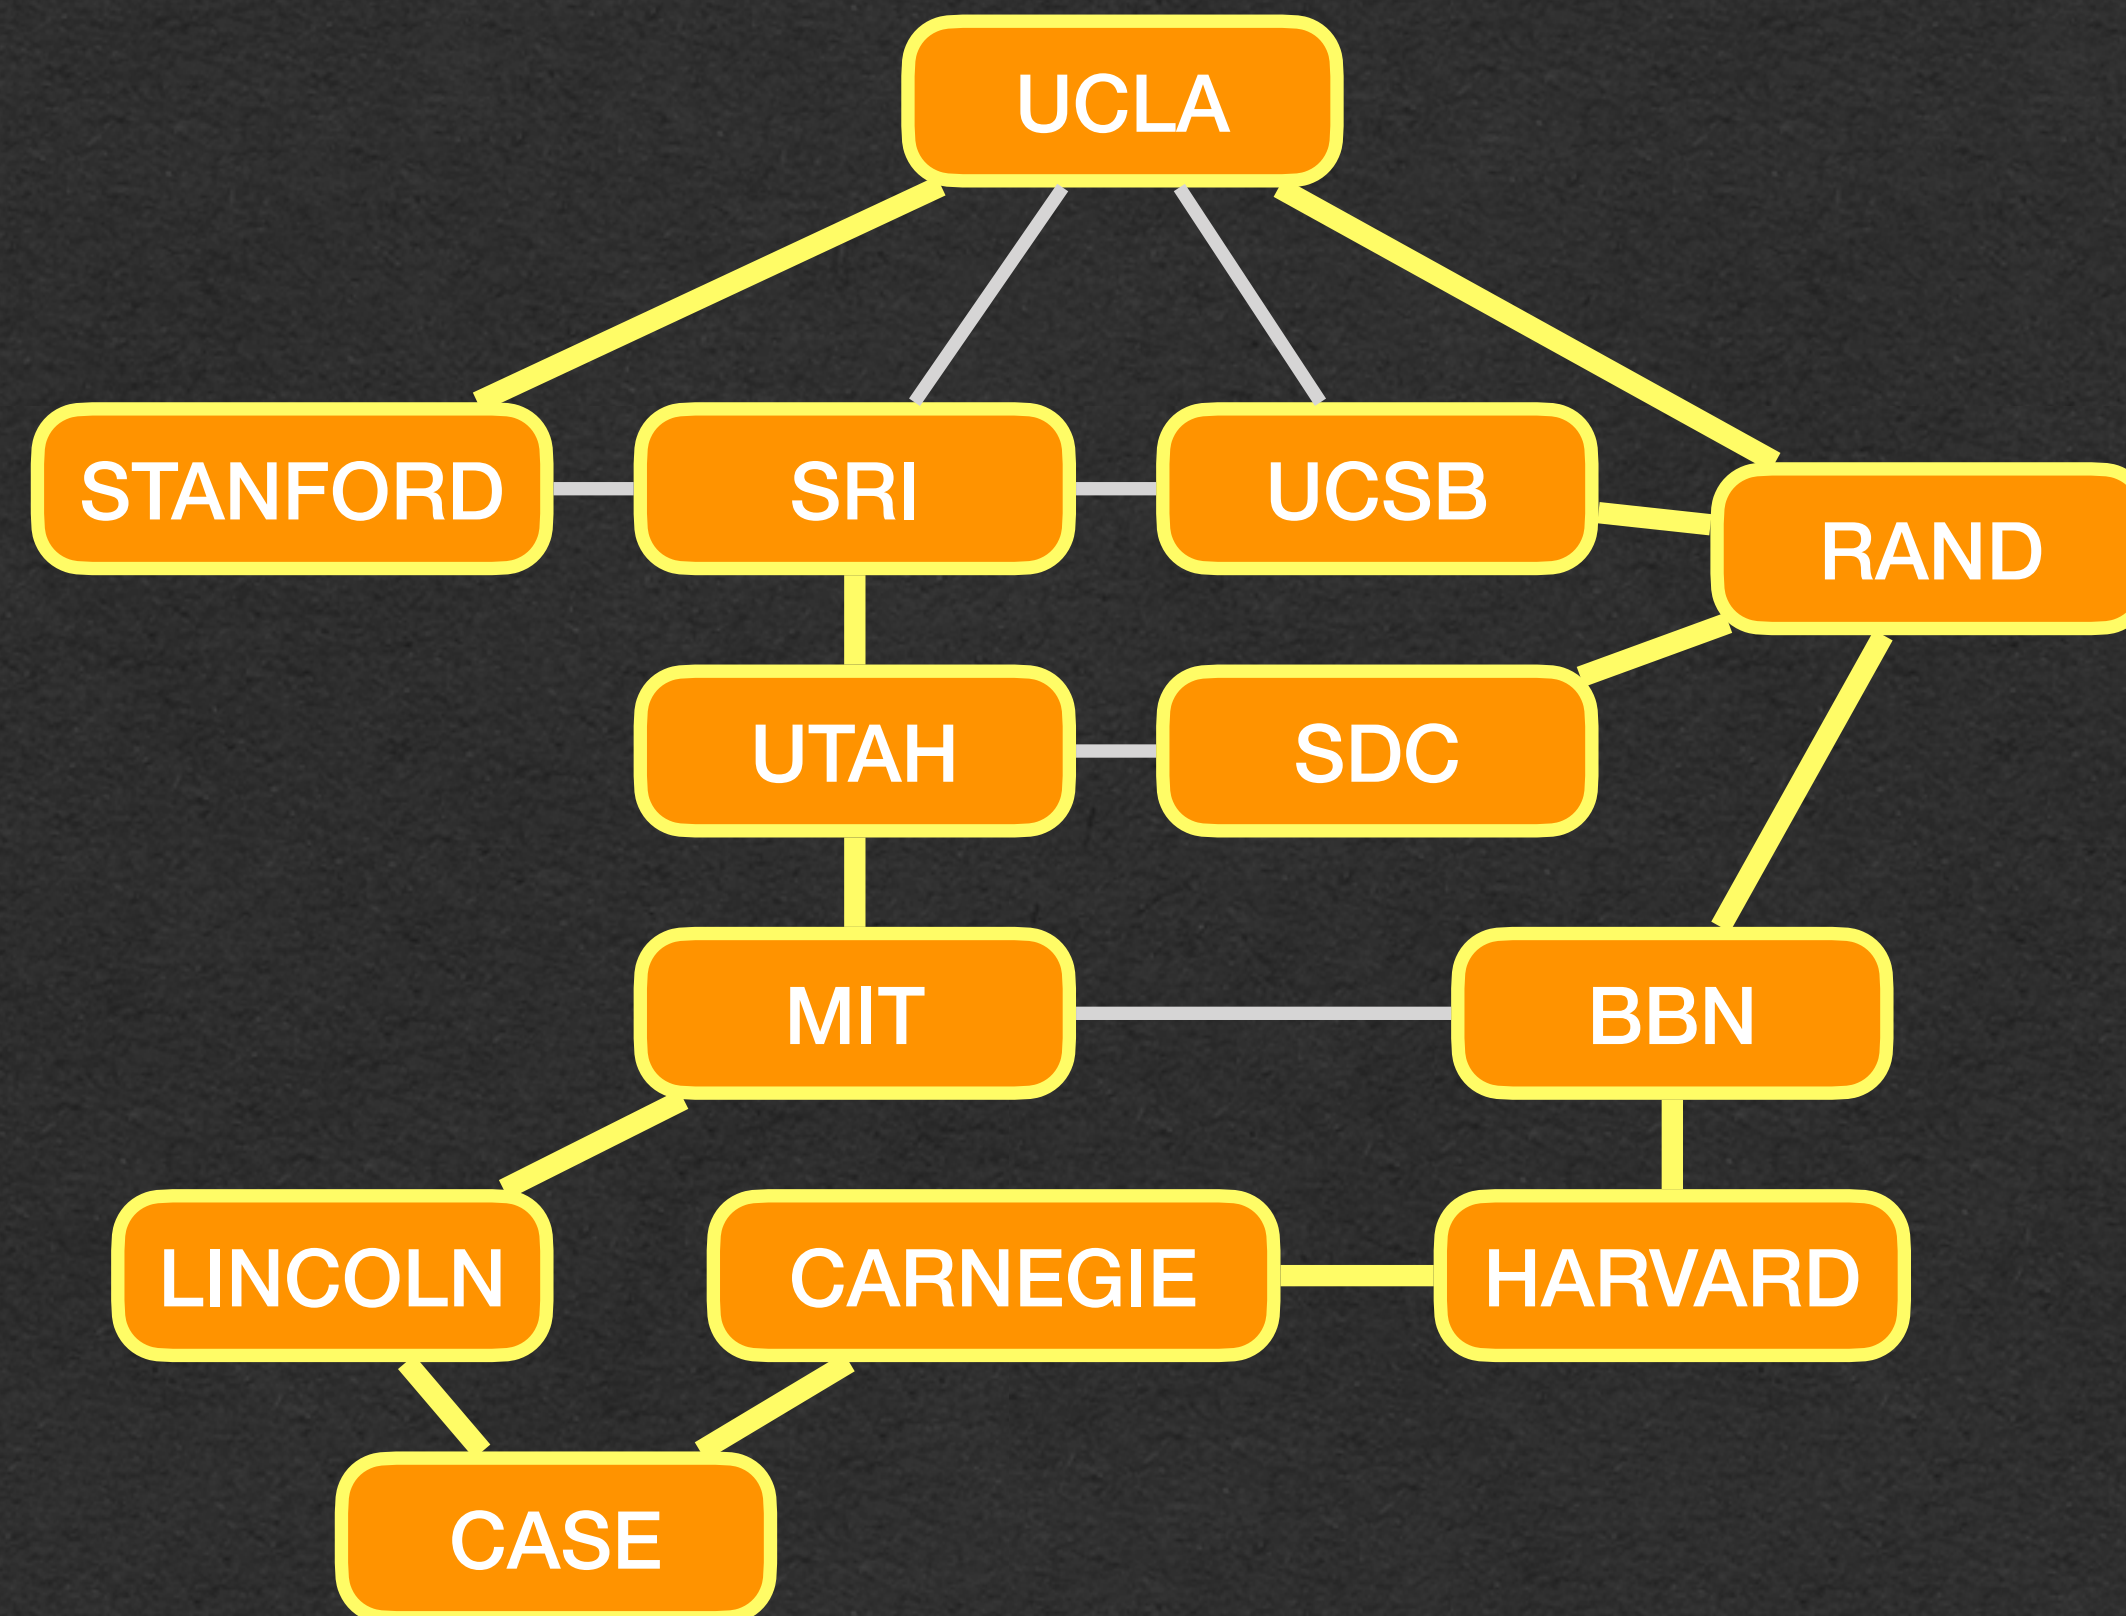 UCLA
STANFORD
SRI
UCSB
RAND
UTAH
SDC
MIT
BBN
LINCOLN
CARNEGIE
HARVARD
CASE